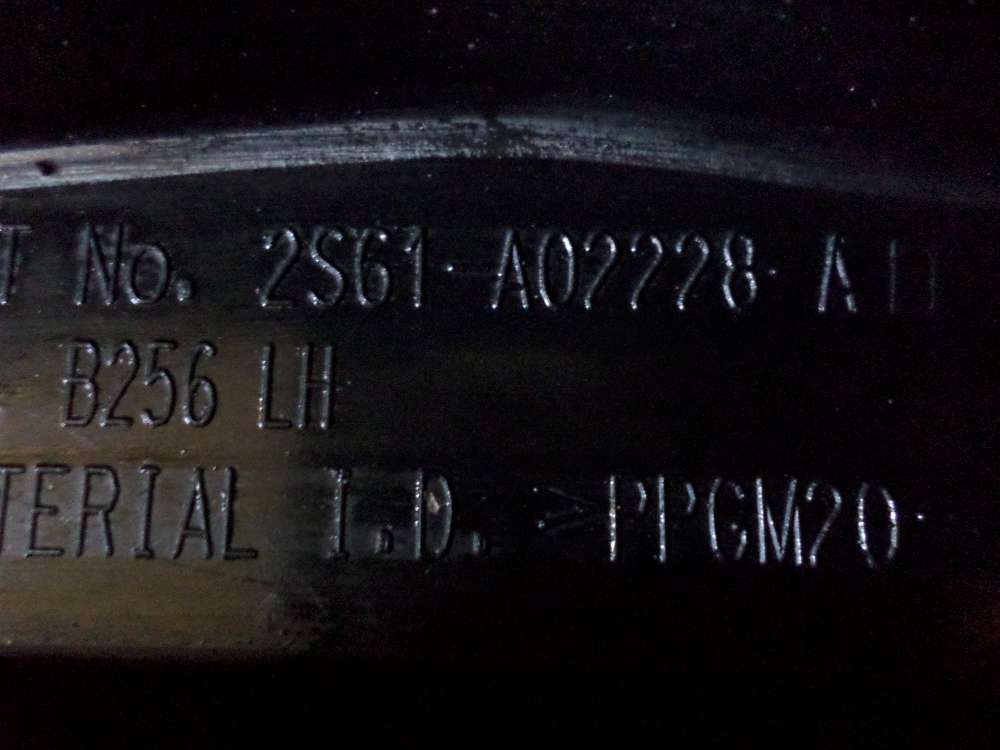 T No. 2S61-A02228-A
B256 LH
TERIAL I.D. >PPGM20